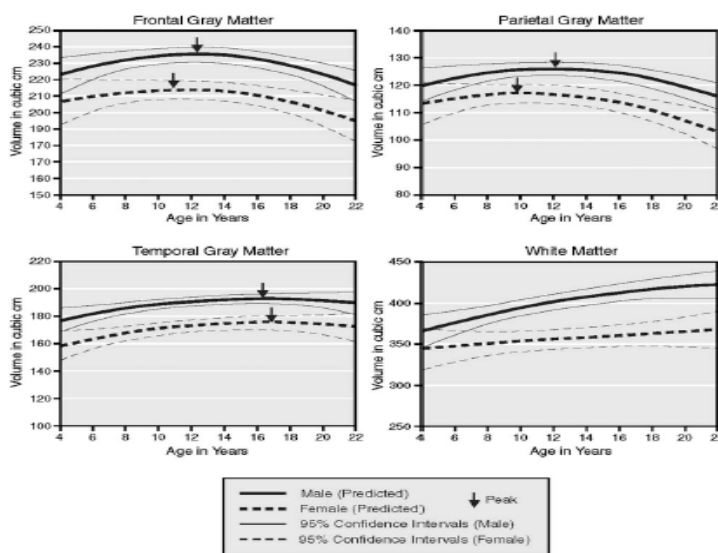 Frontal Gray Matter
Volume in cubic cm
250
240
230
220
210
200
190
180
170
160
150
4 6 8 10 12 14 16 18 20 22
Age in Years
Parietal Gray Matter
Volume in cubic cm
140
120
100
80
4 6 8 10 12 14 16 18 20 22
Age in Years
Temporal Gray Matter
Volume in cubic cm
220
200
180
160
140
120
100
4 6 8 10 12 14 16 18 20 22
Age in Years
White Matter
Volume in cubic cm
450
400
350
300
250
4 6 8 10 12 14 16 18 20 22
Age in Years
Male (Predicted)
Peak
Female (Predicted)
95% Confidence Intervals (Male)
95% Confidence Intervals (Female)